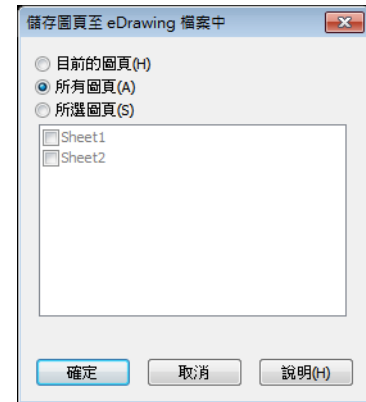 儲存圖頁至 eDrawing 檔案中
目前的圖頁(H)
所有圖頁(A)
所選圖頁(S)
Sheet1
Sheet2
確定 取消 說明(H)